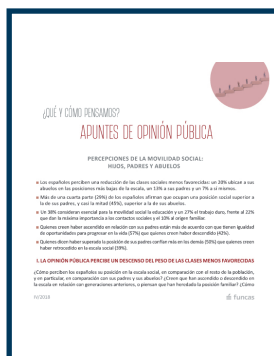 ¿QUÉ Y CÓMO PENSAMOS?
APUNTES DE OPINIÓN PÚBLICA
PERCEPCIONES DE LA MOVILIDAD SOCIAL:
HIJOS, PADRES Y ABUELOS
■ Los españoles perciben una reducción de las clases sociales menos favorecidas: un 20% ubican a sus
abuelos en las posiciones más bajas de la escala, un 13% a sus padres y un 7% a sí mismos.
■ Más de una cuarta parte (29%) de los españoles afirman que ocupan una posición social superior a
la de sus padres, y casi la mitad (45%), superior a la de sus abuelos.
■ Un 38% consideran esencial para la movilidad social la educación y un 27% el trabajo duro, frente al 22%
que dan la máxima importancia a los contactos sociales y el 10% al origen familiar.
■ Quienes creen haber ascendido en relación con sus padres están más de acuerdo con que tienen igualdad
de oportunidades para progresar en la vida (57%) que quienes creen haber descendido (42%).
■ Quienes dicen haber superado la posición de sus padres confían más en los demás (50%) que quienes creen
haber retrocedido en la escala social (39%).
I. LA OPINIÓN PÚBLICA PERCIBE UN DESCENSO DEL PESO DE LAS CLASES MENOS FAVORECIDAS
¿Cómo perciben los españoles su posición en la escala social, en comparación con el resto de la población,
y en particular, en comparación con sus padres y abuelos? ¿Creen que han ascendido o descendido en
la escala en relación con generaciones anteriores, o piensan que han heredado la posición familiar? ¿Cómo
IV/2018
funcas